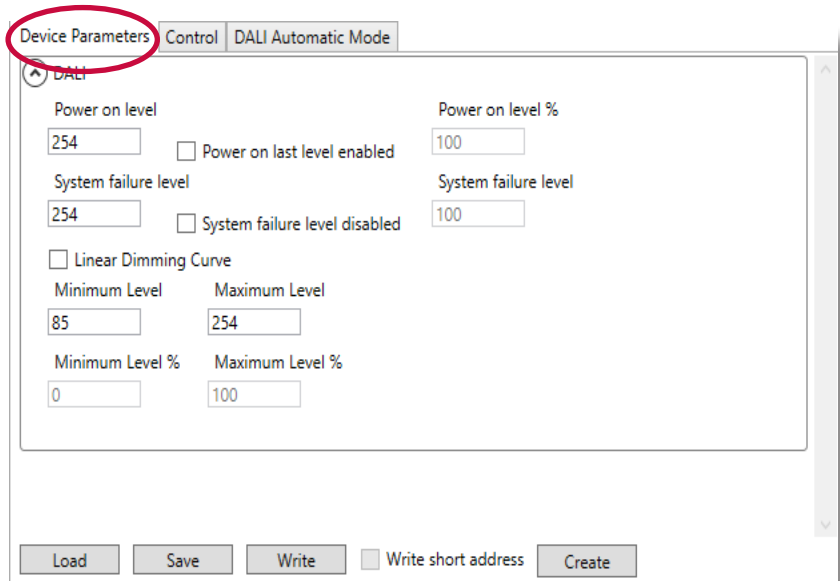 Device Parameters Control DALI Automatic Mode
DALI
Power on level Power on level %
254 Power on last level enabled 100
System failure level System failure level
254 System failure level disabled 100
Linear Dimming Curve
Minimum Level Maximum Level
85 254
Minimum Level % Maximum Level %
0 100
Load Save Write Write short address Create